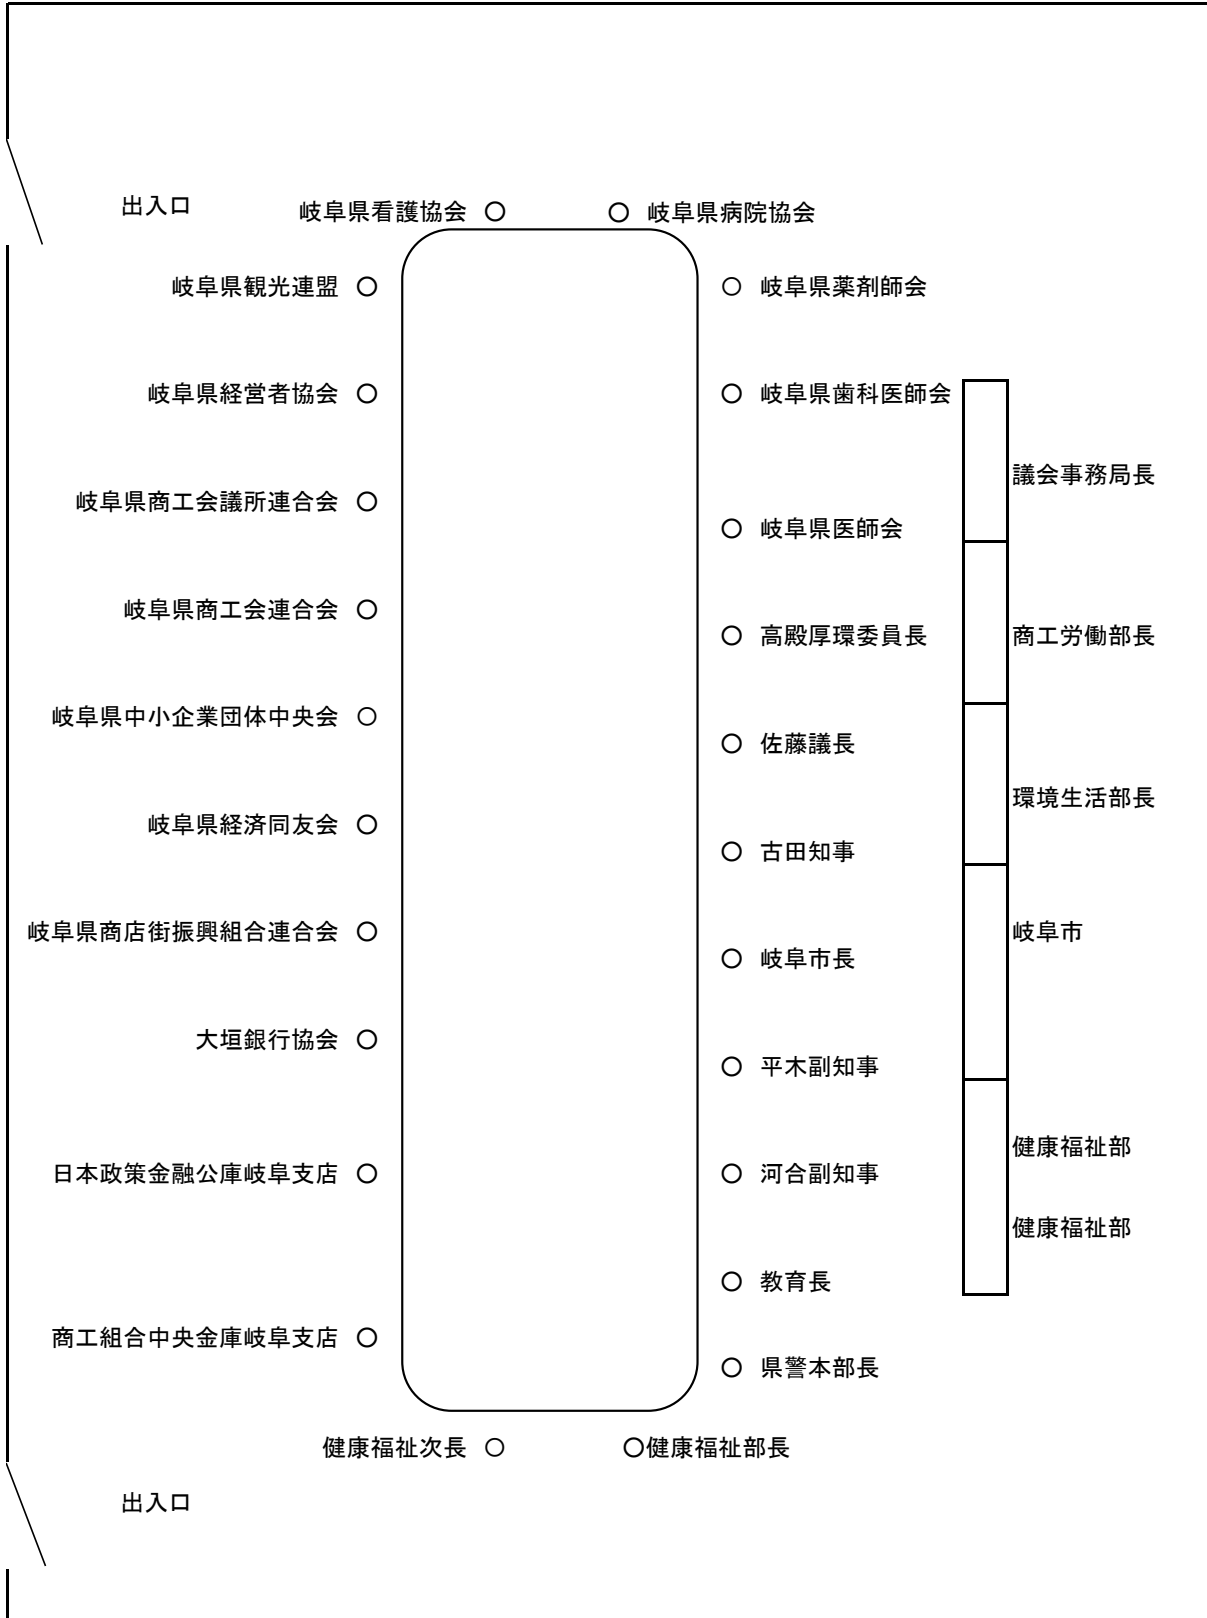 出入口
岐阜県看護協会 ○
○ 岐阜県病院協会
岐阜県観光連盟 ○
○ 岐阜県薬剤師会
岐阜県経営者協会 ○
○ 岐阜県歯科医師会
議会事務局長
岐阜県商工会議所連合会 ○
○ 岐阜県医師会
岐阜県商工会連合会 ○
○ 高殿厚環委員長
商工労働部長
岐阜県中小企業団体中央会 ○
○ 佐藤議長
環境生活部長
岐阜県経済同友会 ○
○ 古田知事
岐阜県商店街振興組合連合会 ○
岐阜市
○ 岐阜市長
大垣銀行協会 ○
○ 平木副知事
健康福祉部
日本政策金融公庫岐阜支店 ○
○ 河合副知事
健康福祉部
○ 教育長
商工組合中央金庫岐阜支店 ○
○ 県警本部長
健康福祉次長 ○
○健康福祉部長
出入口